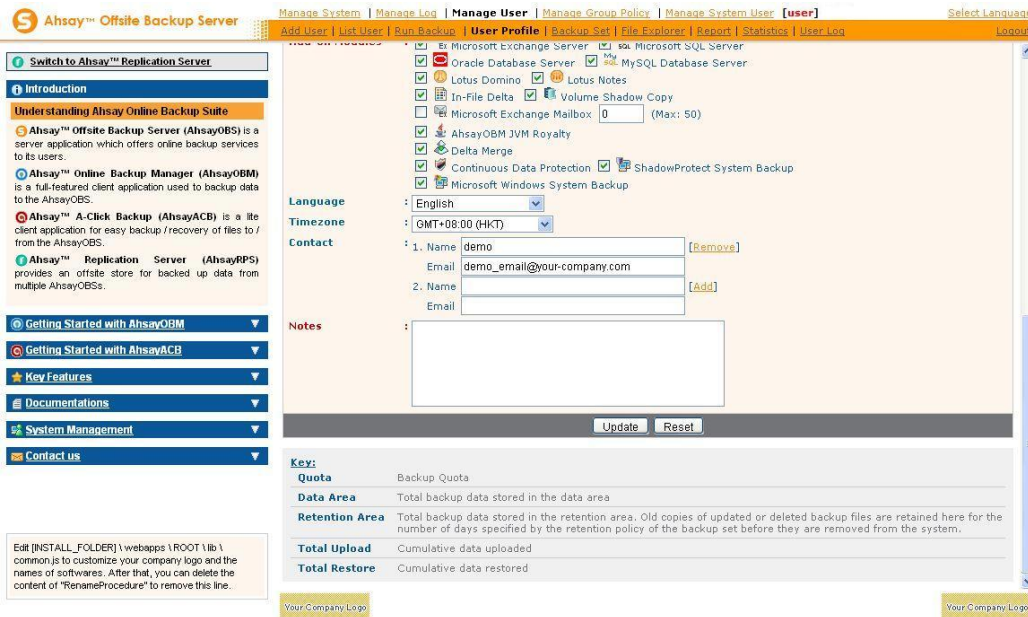 Ahsay™ Offsite Backup Server
Manage System | Manage Log | Manage User | Manage Group Policy | Manage System User [user]
Select Language
Add User | List User | Run Backup | User Profile | Backup Set | File Explorer | Report | Statistics | User Log
Logout
Switch to Ahsay™ Replication Server
Introduction
Understanding Ahsay Online Backup Suite
Ahsay™ Offsite Backup Server (AhsayOBS) is a
server application which offers online backup services
to its users.
Ahsay™ Online Backup Manager (AhsayOBM)
is a full-featured client application used to backup data
to the AhsayOBS.
Ahsay™ A-Click Backup (AhsayACB) is a lite
client application for easy backup / recovery of files to /
from the AhsayOBS.
Ahsay™ Replication Server (AhsayRPS)
provides an offsite store for backed up data from
multiple AhsayOBSs.
Getting Started with AhsayOBM
Getting Started with AhsayACB
Key Features
Documentations
System Management
Contact us
Edit [INSTALL_FOLDER] \ webapps \ ROOT \ lib \
common.js to customize your company logo and the
names of softwares. After that, you can delete the
content of "RenameProcedure" to remove this line.
Add-on Modules : Ex Microsoft Exchange Server SQL Microsoft SQL Server
Oracle Database Server My SQL MySQL Database Server
Lotus Domino Lotus Notes
In-File Delta Volume Shadow Copy
Microsoft Exchange Mailbox 0 (Max: 50)
AhsayOBM JVM Royalty
Delta Merge
Continuous Data Protection ShadowProtect System Backup
Microsoft Windows System Backup
Language : English
Timezone : GMT+08:00 (HKT)
Contact : 1. Name demo [Remove]
Email demo_email@your-company.com
2. Name [Add]
Email
Notes :
Update Reset
Key:
Quota Backup Quota
Data Area Total backup data stored in the data area
Retention Area Total backup data stored in the retention area. Old copies of updated or deleted backup files are retained here for the
number of days specified by the retention policy of the backup set before they are removed from the system.
Total Upload Cumulative data uploaded
Total Restore Cumulative data restored
Your Company Logo
Your Company Logo